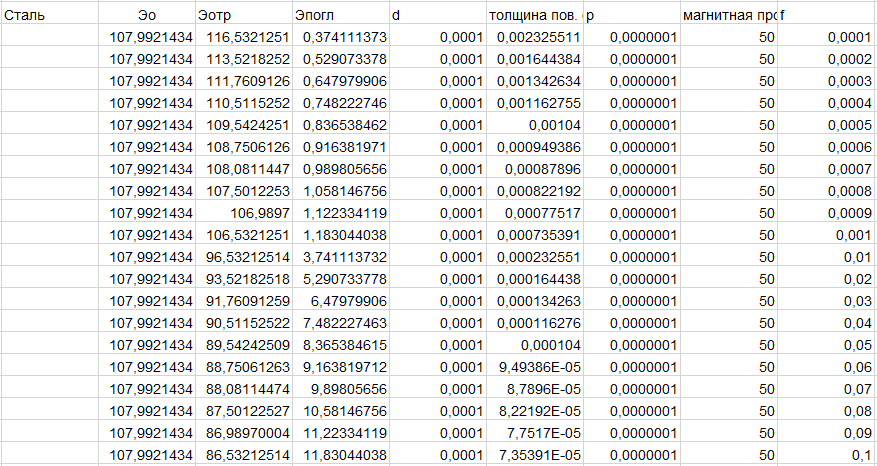 Сталь Эо Эотр Эпогл d толщина пов. p магнитная про f
107,9921434 116,5321251 0,374111373 0,0001 0,002325511 0,0000001 50 0,0001
107,9921434 113,5218252 0,529073378 0,0001 0,001644384 0,0000001 50 0,0002
107,9921434 111,7609126 0,647979906 0,0001 0,001342634 0,0000001 50 0,0003
107,9921434 110,5115252 0,748222746 0,0001 0,001162755 0,0000001 50 0,0004
107,9921434 109,5424251 0,836538462 0,0001 0,00104 0,0000001 50 0,0005
107,9921434 108,7506126 0,916381971 0,0001 0,000949386 0,0000001 50 0,0006
107,9921434 108,0811447 0,989805656 0,0001 0,00087896 0,0000001 50 0,0007
107,9921434 107,5012253 1,058146756 0,0001 0,000822192 0,0000001 50 0,0008
107,9921434 106,9897 1,122334119 0,0001 0,00077517 0,0000001 50 0,0009
107,9921434 106,5321251 1,183044038 0,0001 0,000735391 0,0000001 50 0,001
107,9921434 96,53212514 3,741113732 0,0001 0,000232551 0,0000001 50 0,01
107,9921434 93,52182518 5,290733778 0,0001 0,000164438 0,0000001 50 0,02
107,9921434 91,76091259 6,47979906 0,0001 0,000134263 0,0000001 50 0,03
107,9921434 90,51152522 7,482227463 0,0001 0,000116276 0,0000001 50 0,04
107,9921434 89,54242509 8,365384615 0,0001 0,000104 0,0000001 50 0,05
107,9921434 88,75061263 9,163819712 0,0001 9,49386E-05 0,0000001 50 0,06
107,9921434 88,08114474 9,89805656 0,0001 8,7896E-05 0,0000001 50 0,07
107,9921434 87,50122527 10,58146756 0,0001 8,22192E-05 0,0000001 50 0,08
107,9921434 86,98970004 11,22334119 0,0001 7,7517E-05 0,0000001 50 0,09
107,9921434 86,53212514 11,83044038 0,0001 7,35391E-05 0,0000001 50 0,1